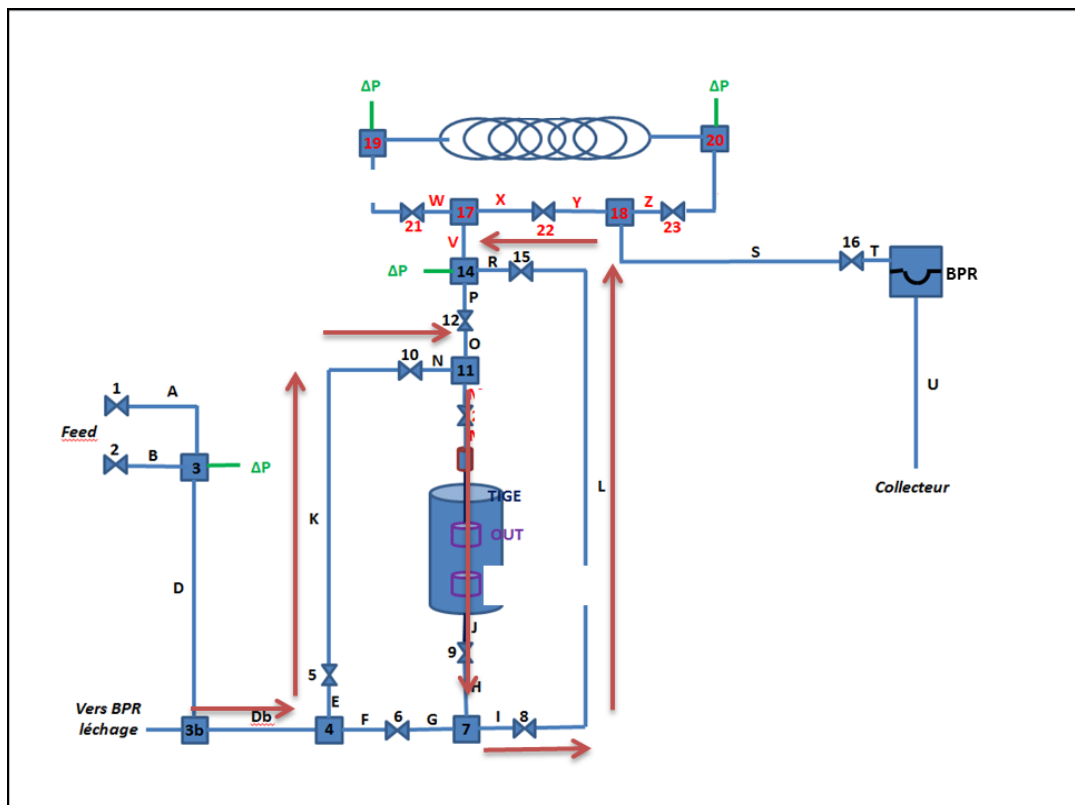 ΔP ΔP
19 20
W 17 X Y 18 Z
21 22 23
V
ΔP 14 R 15 S 16 T BPR
P
12
O
10 N 11
1 A
U
Feed
2 B 3 ΔP
Collecteur
TIGE
L
K
OUT
D
J
9
5
H
Vers BPR
léchage
E
3b Db 4 F 6 G 7 I 8